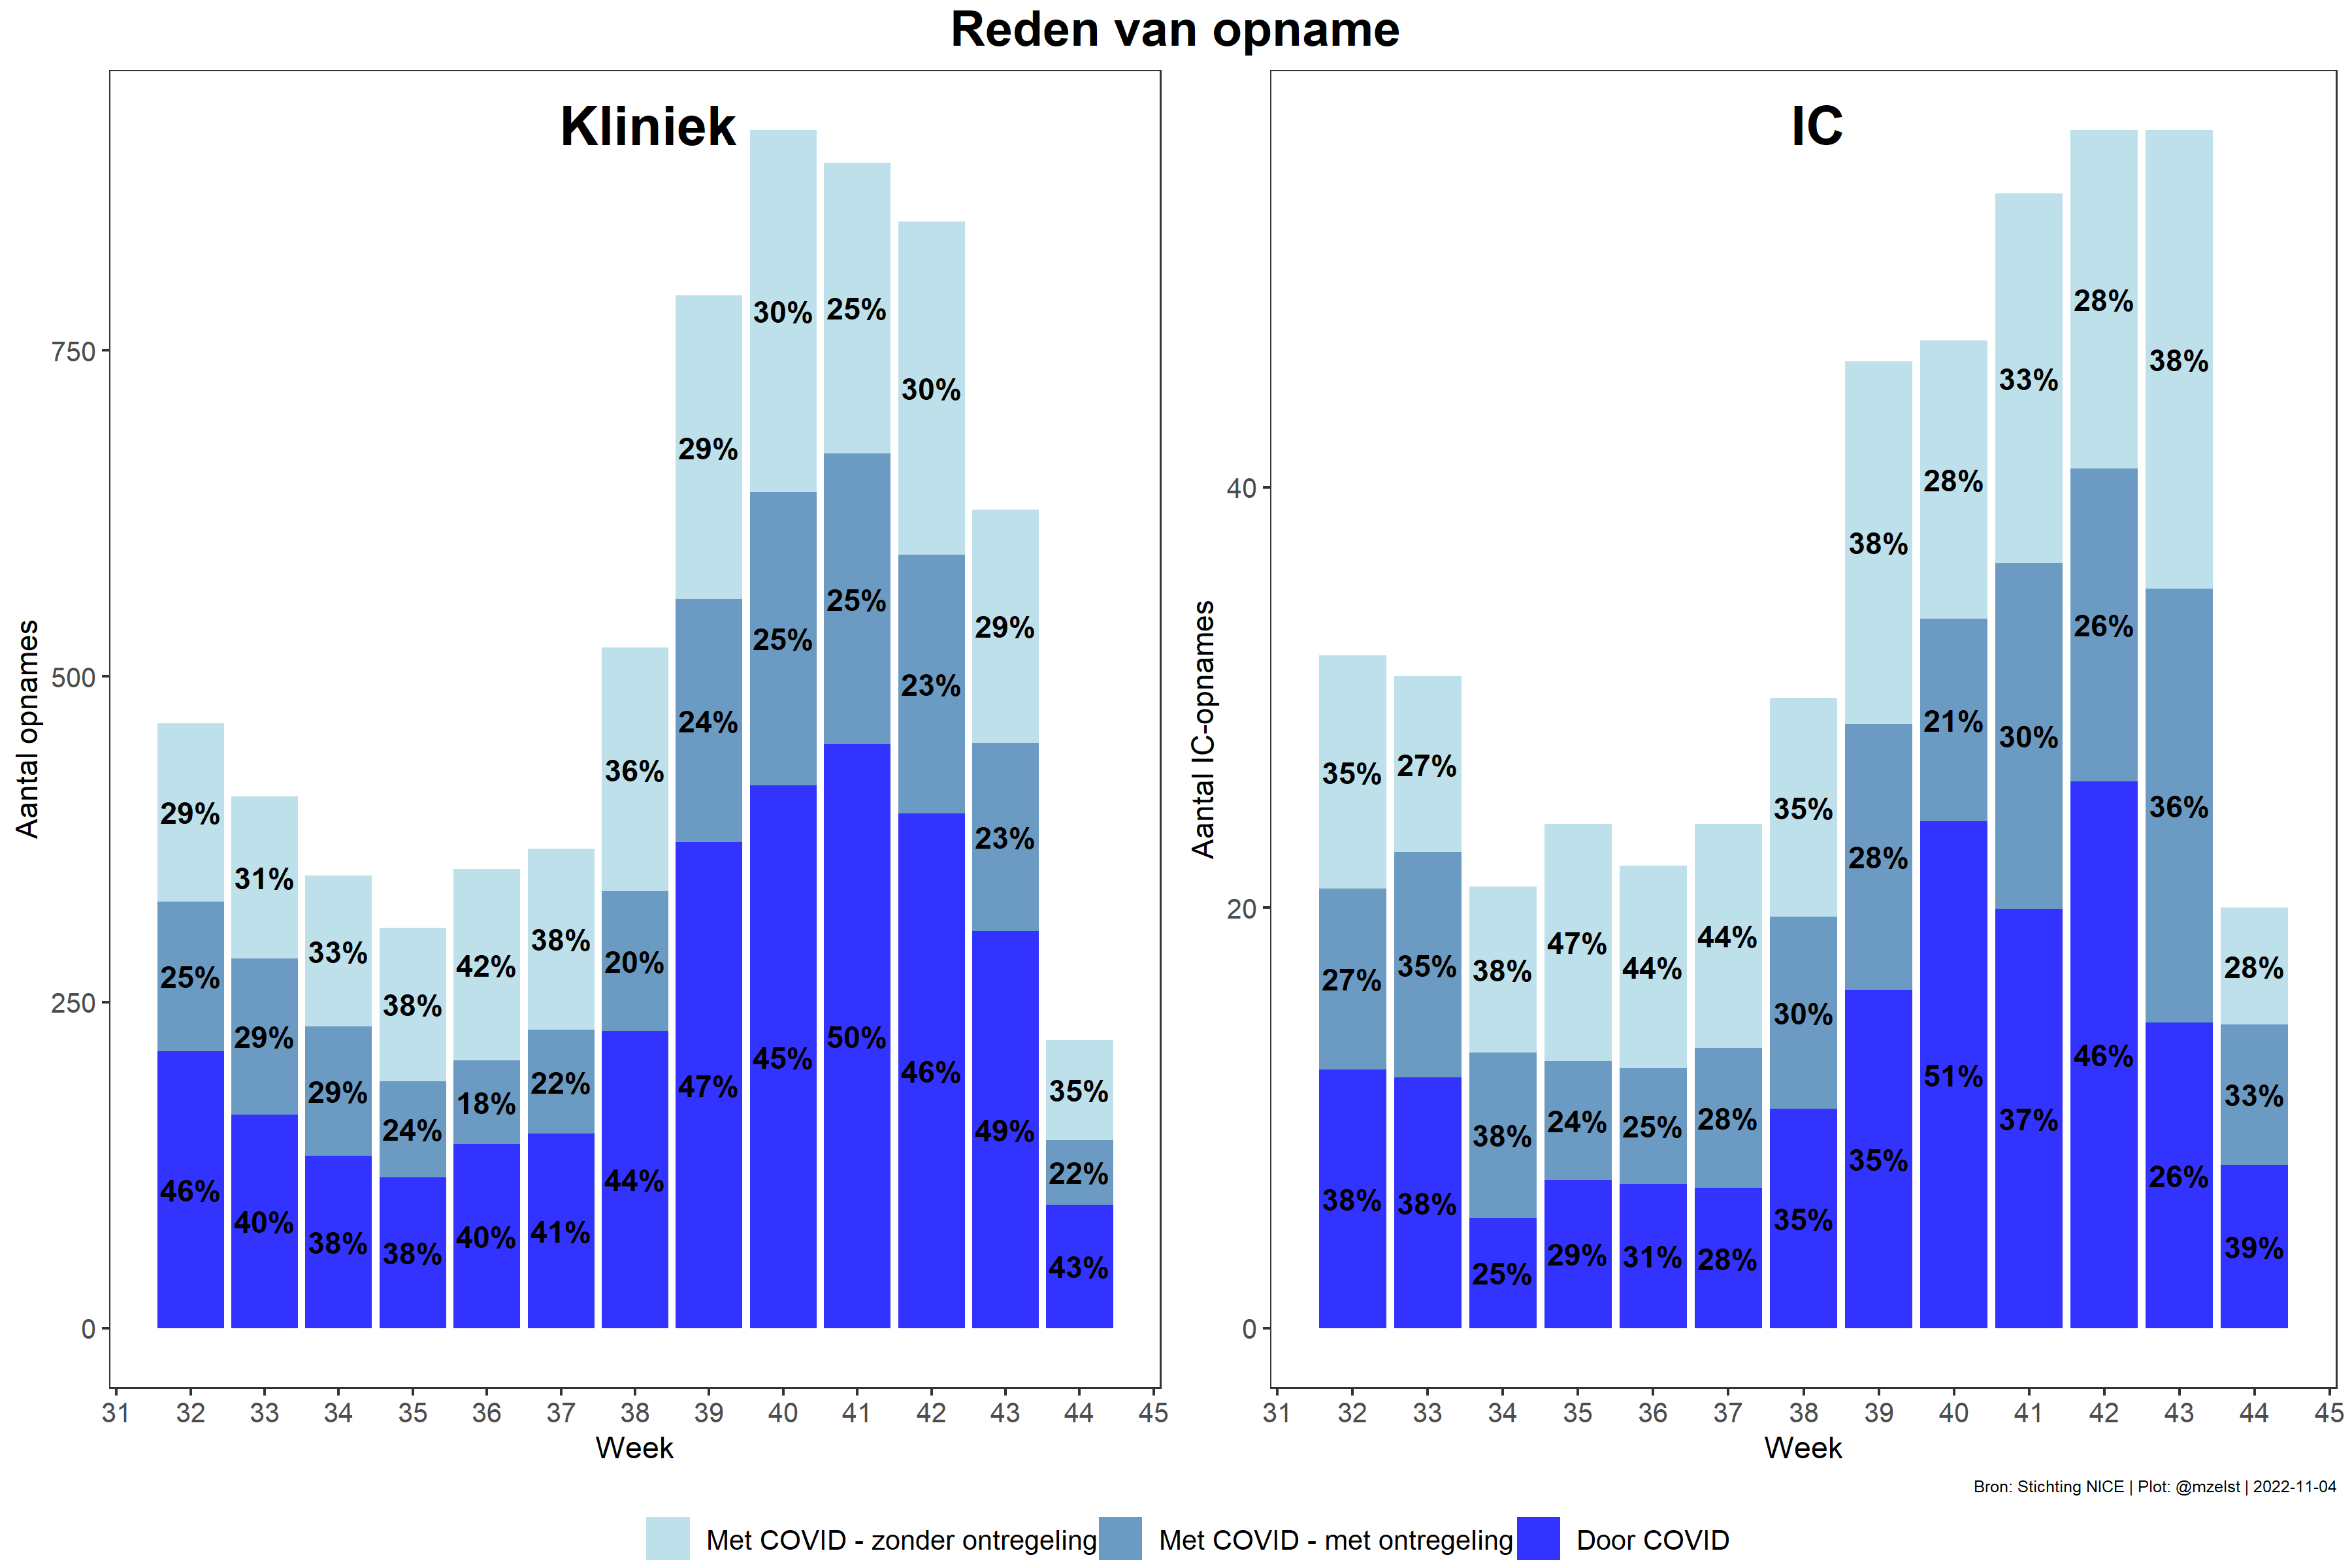 Reden van opname
Kliniek
Aantal opnames
750
500
250
0
29% 31% 33% 38% 42% 38% 36% 29% 30% 25% 30% 29% 35%
25% 29% 29% 24% 18% 22% 20% 24% 25% 25% 23% 23% 22%
46% 40% 38% 38% 40% 41% 44% 47% 45% 50% 46% 49% 43%
31 32 33 34 35 36 37 38 39 40 41 42 43 44 45
Week
IC
Aantal IC-opnames
40
20
0
35% 27% 38% 47% 44% 44% 35% 38% 28% 33% 28% 38% 28%
27% 35% 38% 24% 25% 28% 30% 28% 21% 30% 26% 36% 33%
38% 38% 25% 29% 31% 28% 35% 35% 51% 37% 46% 26% 39%
31 32 33 34 35 36 37 38 39 40 41 42 43 44 45
Week
Bron: Stichting NICE | Plot: @mzelst | 2022-11-04
Met COVID - zonder ontregeling Met COVID - met ontregeling Door COVID